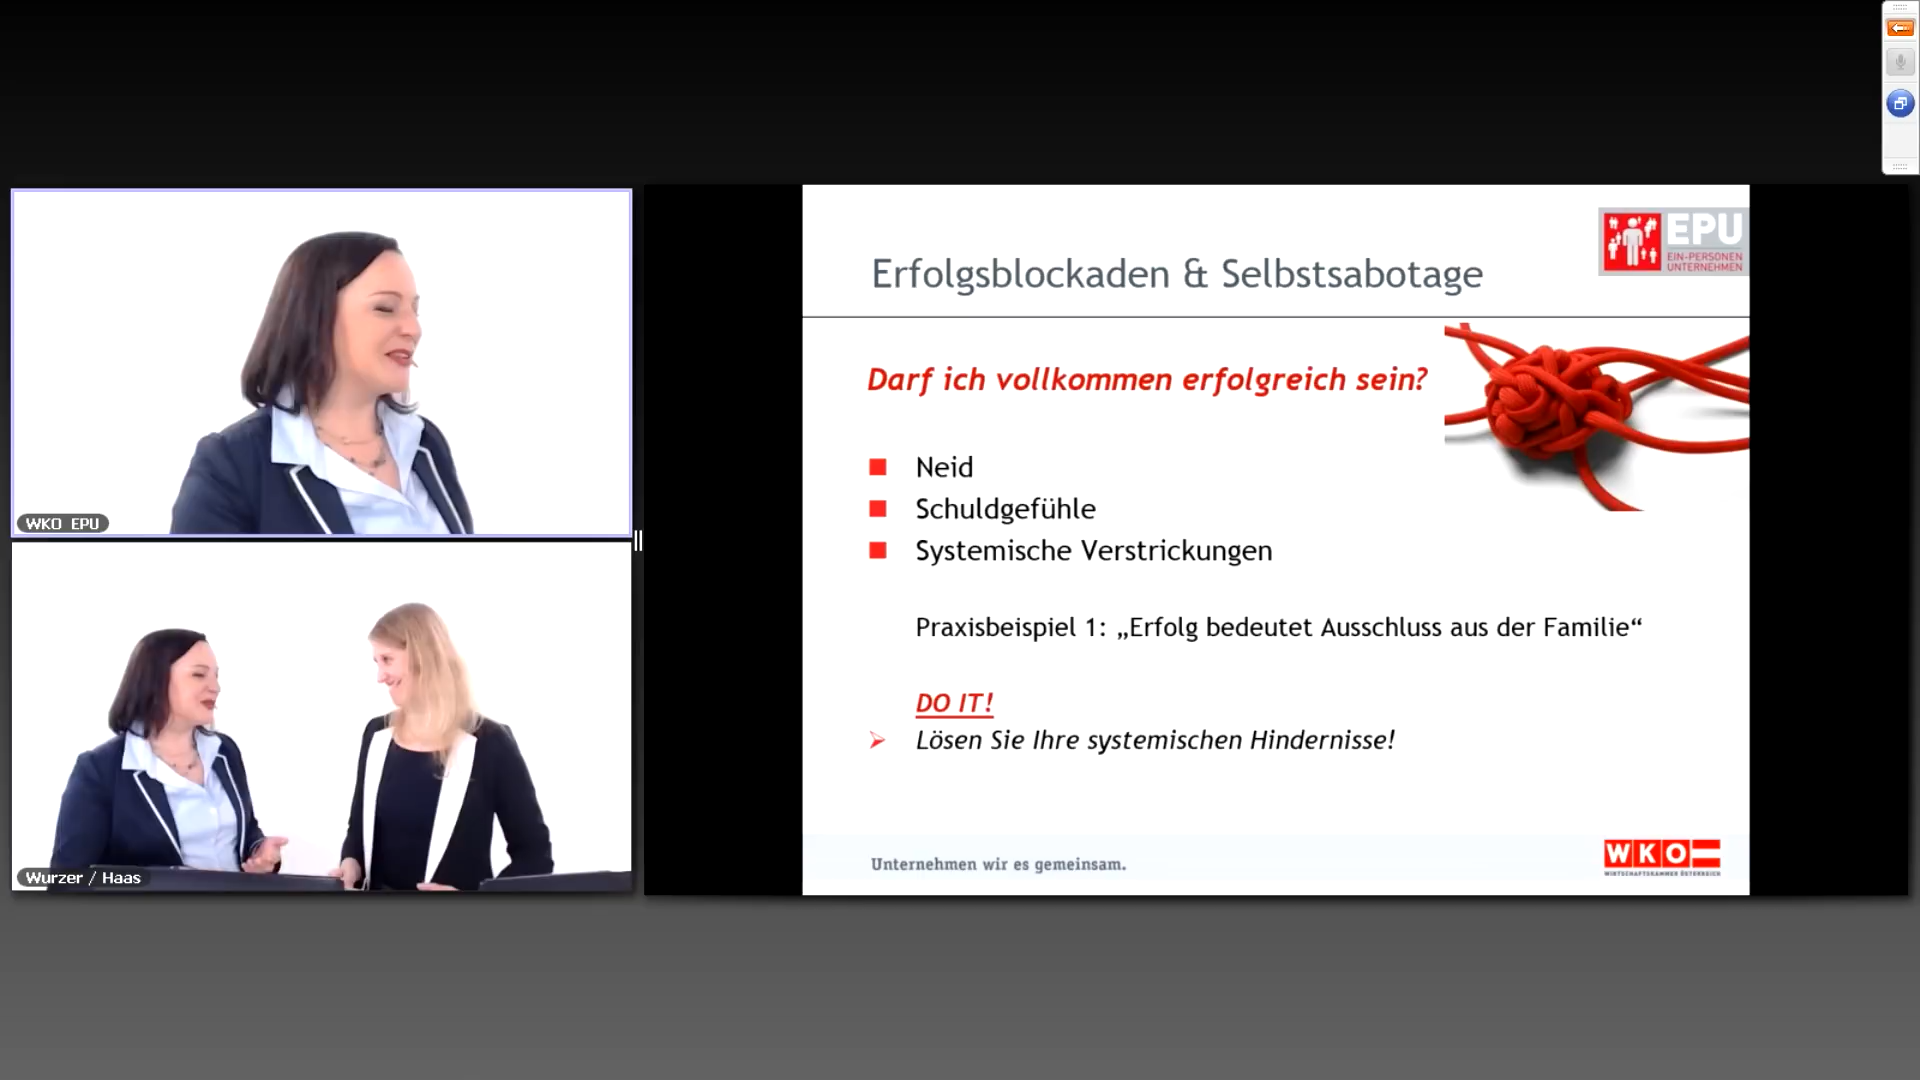 WKO EPU
Wurzer / Haas
EPU
EIN-PERSONEN
UNTERNEHMEN
Erfolgsblockaden & Selbstsabotage
Darf ich vollkommen erfolgreich sein?
Neid
Schuldgefühle
Systemische Verstrickungen
Praxisbeispiel 1: „Erfolg bedeutet Ausschluss aus der Familie“
DO IT!
Lösen Sie Ihre systemischen Hindernisse!
Unternehmen wir es gemeinsam.
WKO
WIRTSCHAFTSKAMMER ÖSTERREICH